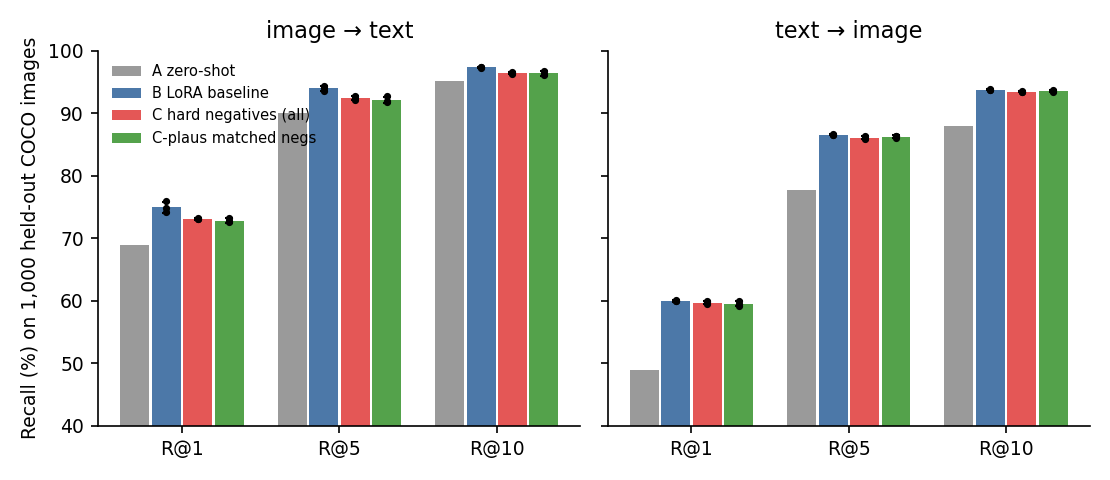 image → text
text → image
Recall (%) on 1,000 held-out COCO images
100
90
80
70
60
50
40
A zero-shot
B LoRA baseline
C hard negatives (all)
C-plaus matched negs
R@1
R@5
R@10
R@1
R@5
R@10